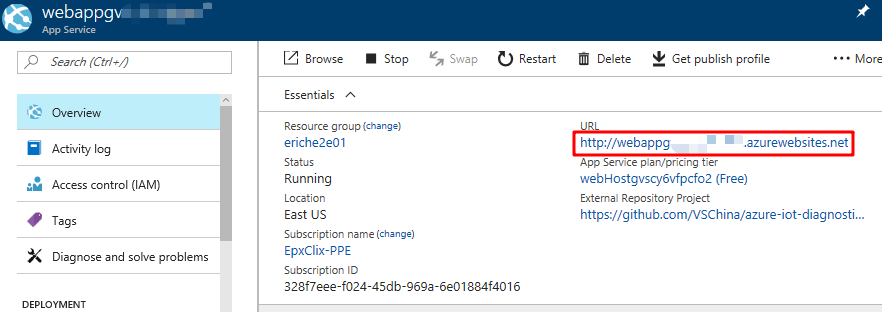 webappgv
App Service
Search (Ctrl+/)
Overview
Activity log
Access control (IAM)
Tags
Diagnose and solve problems
DEPLOYMENT
Browse
Stop
Swap
Restart
Delete
Get publish profile
··· More
Essentials
Resource group (change)
eriche2e01
Status
Running
Location
East US
Subscription name (change)
EpxClix-PPE
Subscription ID
328f7eee-f024-45db-969a-6e01884f4016
URL
http://webappg .azurewebsites.net
App Service plan/pricing tier
webHostgvscy6vfpcfo2 (Free)
External Repository Project
https://github.com/VSChina/azure-iot-diagnosti...